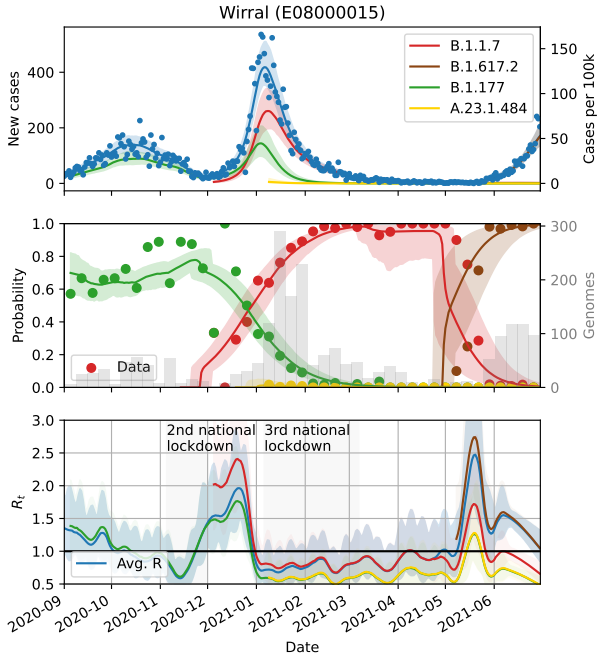 Wirral (E08000015)
New cases
400
200
0
B.1.1.7
B.1.617.2
B.1.177
A.23.1.484
150
100
50
0
Cases per 100k
Probability
1.0
0.8
0.6
0.4
0.2
0.0
Data
300
200
100
0
Genomes
R_t
3.0
2.5
2.0
1.5
1.0
0.5
2nd national
lockdown
3rd national
lockdown
Avg. R
2020-09
2020-10
2020-11
2020-12
2021-01
2021-02
2021-03
2021-04
2021-05
2021-06
Date